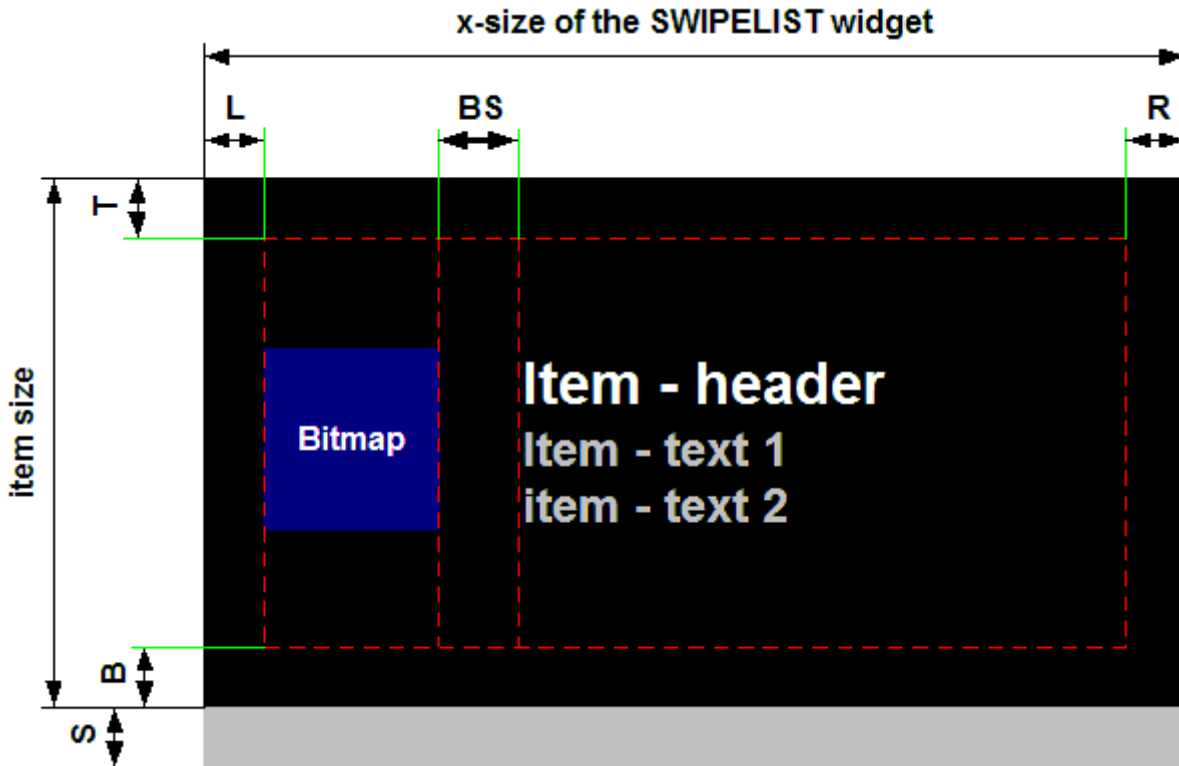 x-size of the SWIPELIST widget
L
BS
R
T
item size
Bitmap
Item - header
Item - text 1
item - text 2
B
S